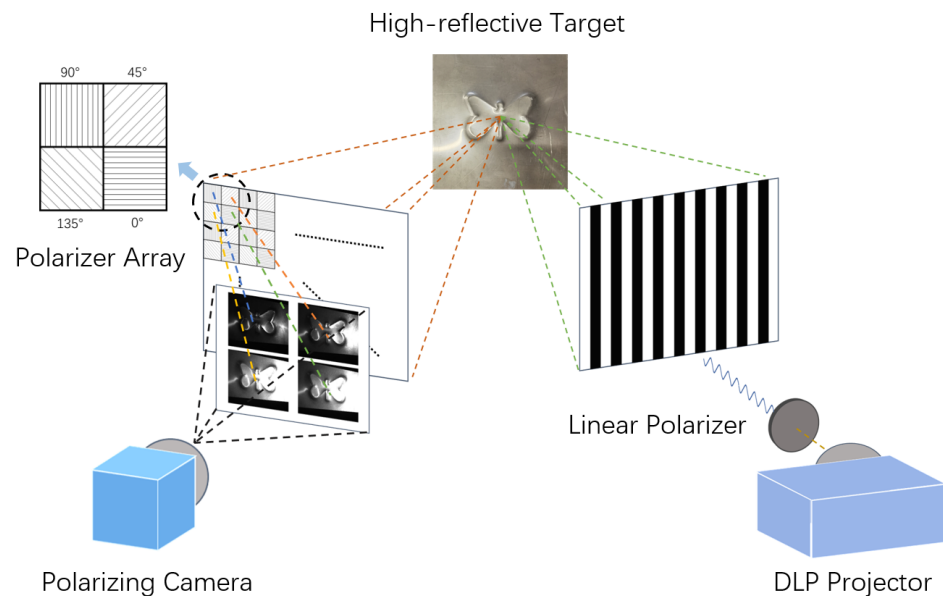 High-reflective Target
90° 45°
135° 0°
Polarizer Array
Linear Polarizer
Polarizing Camera
DLP Projector